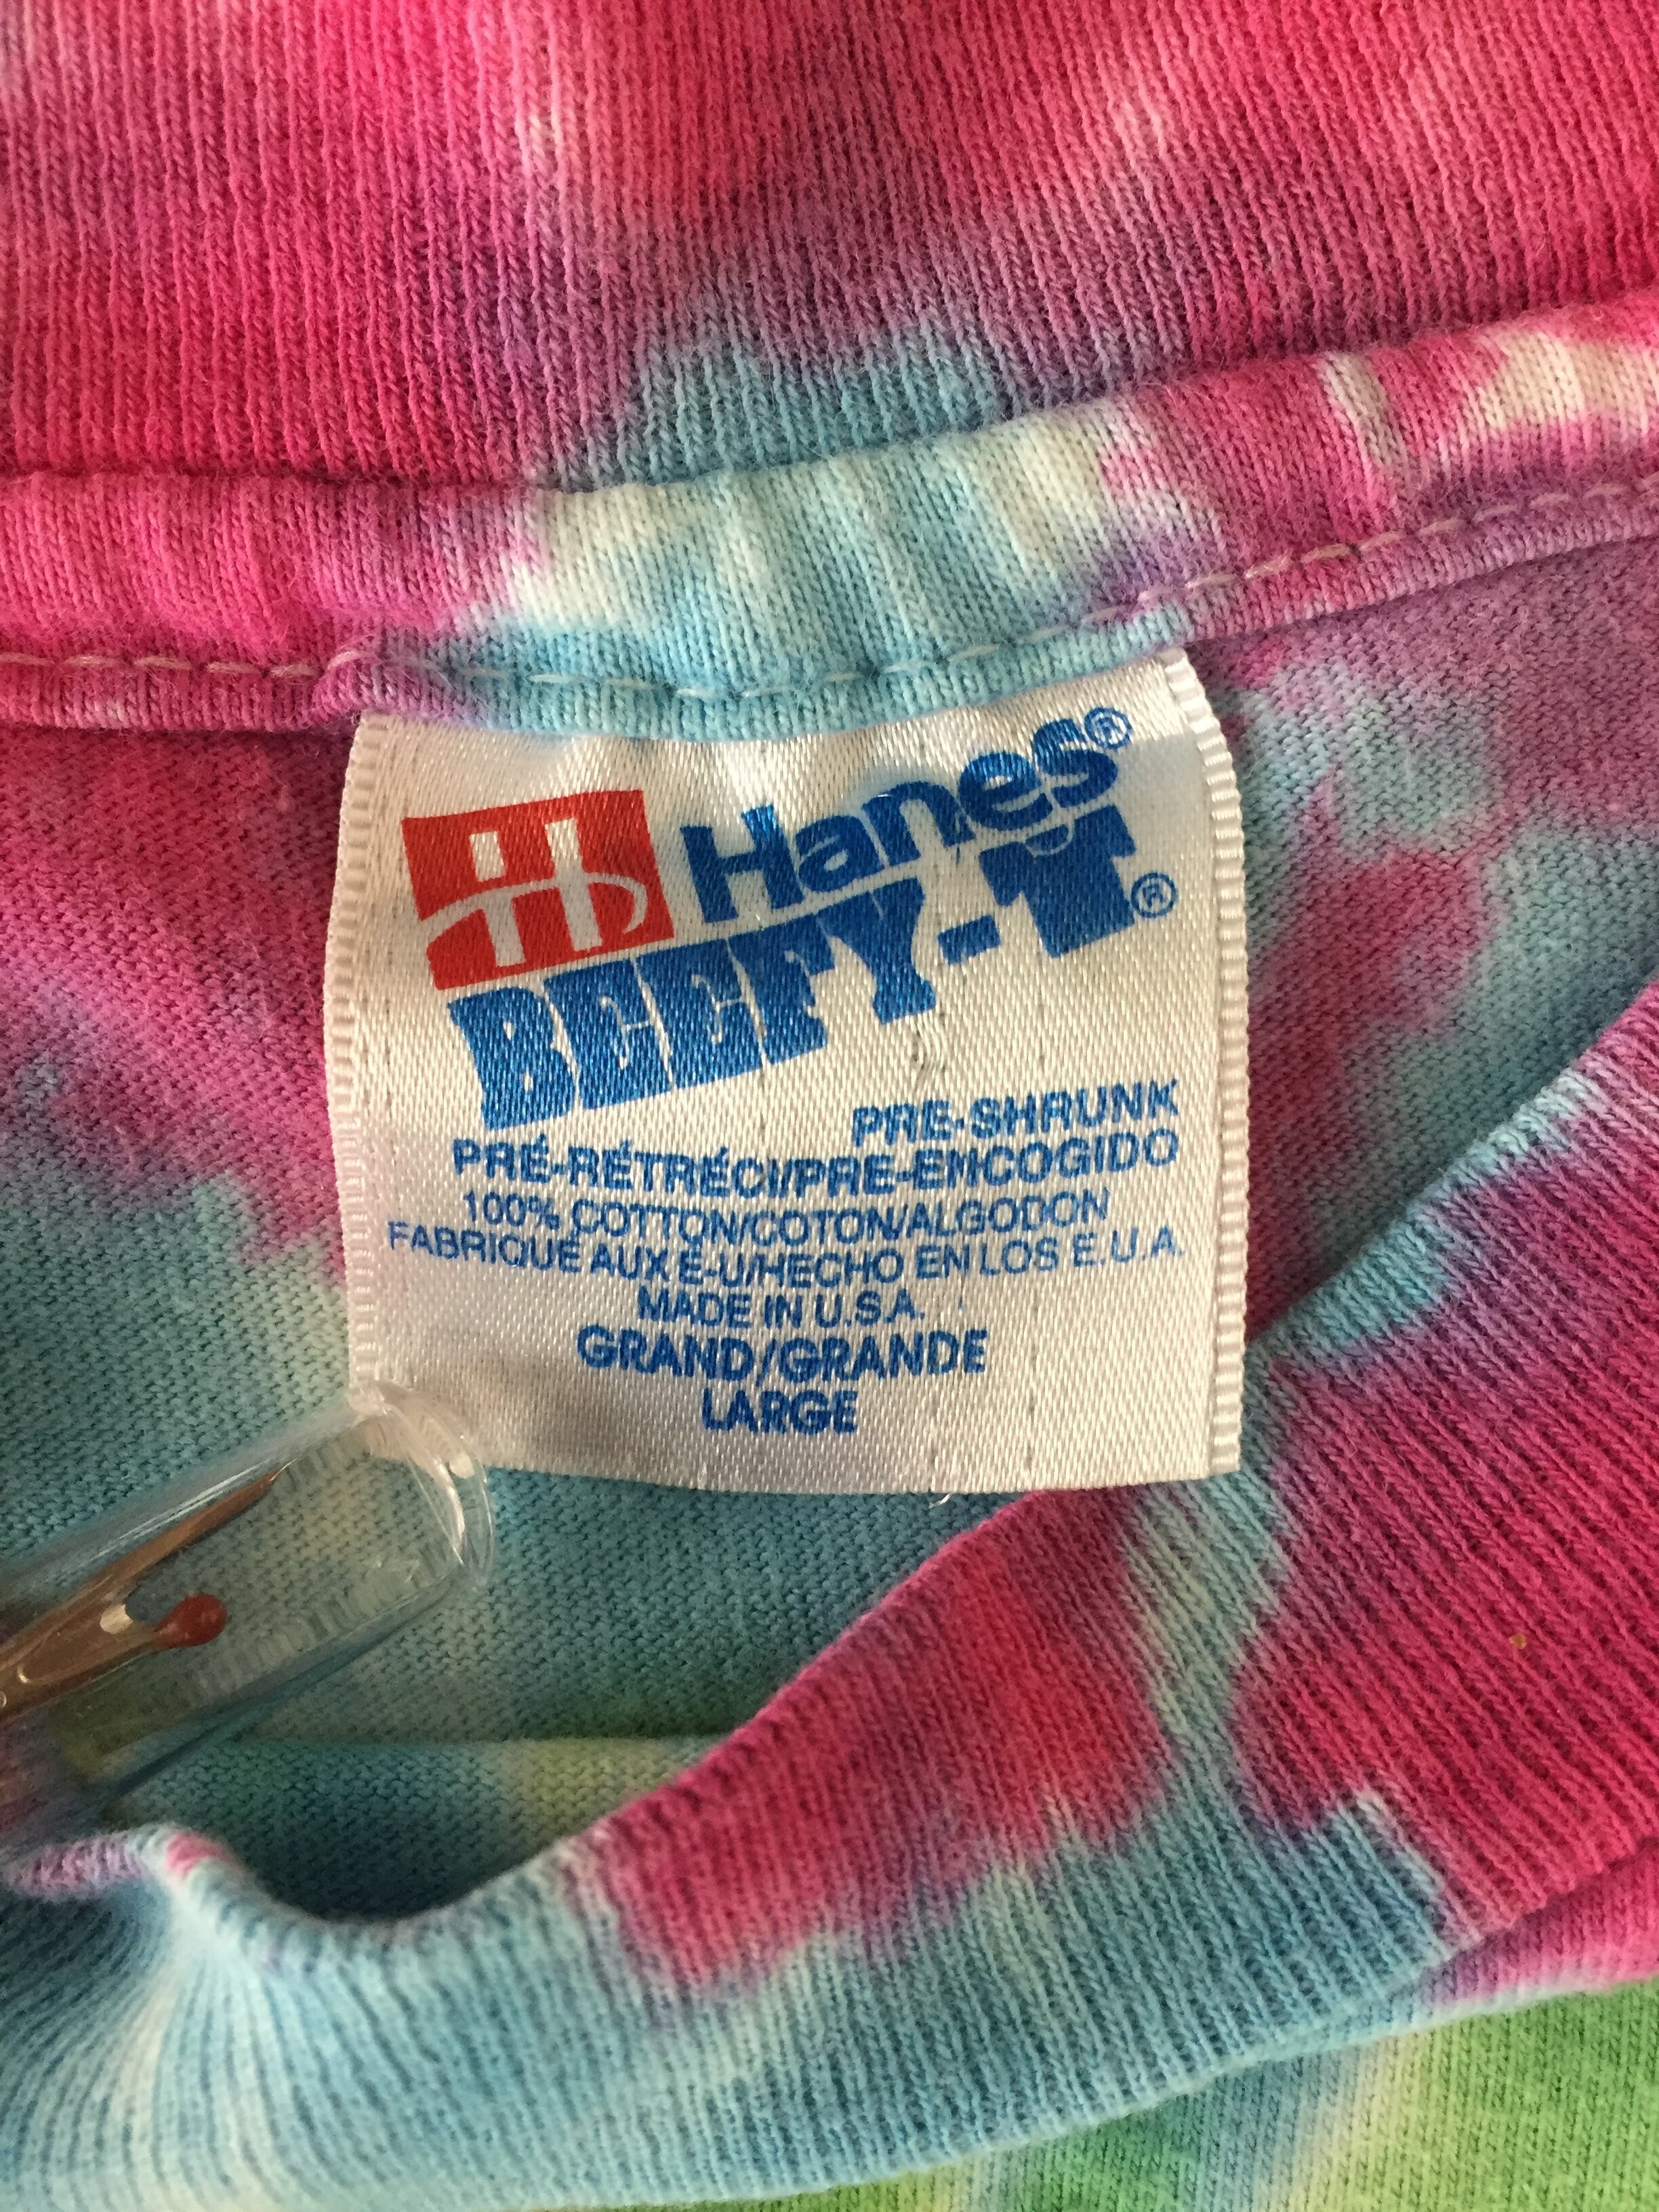 Hanes®
BEEFY-T®
PRE-SHRUNK
PRÉ-RÉTRÉCI/PRE-ENCOGIDO
100% COTTON/COTON/ALGODON
FABRIQUÉ AUX É-U/HECHO EN LOS E.U.A.
MADE IN U.S.A.
GRAND/GRANDE
LARGE